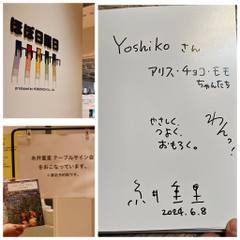 ほぼ日曜日
糸井重里 テーブルサイン会
をおこなっています。
Yoshiko さん
アリス・チョコ・モモ
ちゃんたち
やさしく、
つよく、
おもろく。
わんっ!
糸井重里
2024.6.8